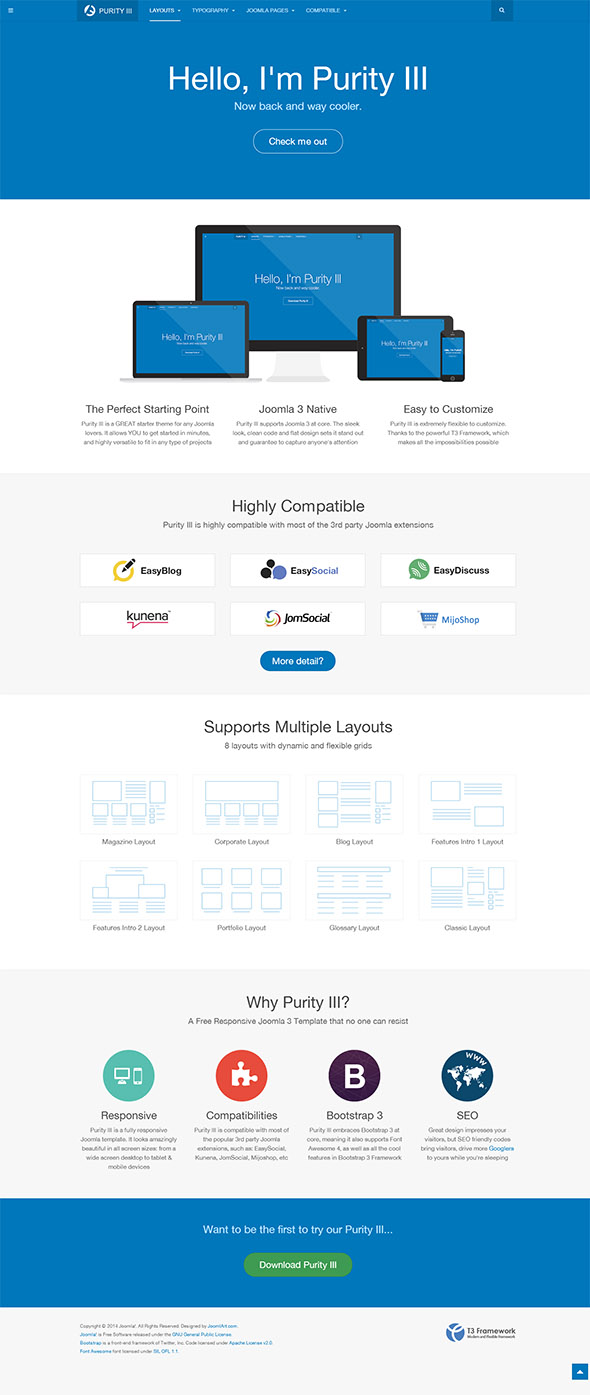 PURITY III
LAYOUTS
TYPOGRAPHY
JOOMLA PAGES
COMPATIBLE
Hello, I'm Purity III
Now back and way cooler.
Check me out
Hello, I'm Purity III
Now back and way cooler.
Download Purity III
Hello, I'm Purity III
Hello, I'm Purity III
The Perfect Starting Point
Purity III is a GREAT starter theme for any Joomla
lovers. It allows YOU to get started in minutes,
and highly versatile to fit in any type of projects
Joomla 3 Native
Purity III supports Joomla 3 at core. The sleek
look, clean code and flat design sets it stand out
and guarantee to capture anyone's attention
Easy to Customize
Purity III is extremely flexible to customize.
Thanks to the powerful T3 Framework, which
makes all the impossibilities possible
Highly Compatible
Purity III is highly compatible with most of the 3rd party Joomla extensions
EasyBlog
EasySocial
EasyDiscuss
kunena
JomSocial
MijoShop
More detail?
Supports Multiple Layouts
8 layouts with dynamic and flexible grids
Magazine Layout
Corporate Layout
Blog Layout
Features Intro 1 Layout
Features Intro 2 Layout
Portfolio Layout
Glossary Layout
Classic Layout
Why Purity III?
A Free Responsive Joomla 3 Template that no one can resist
Responsive
Purity III is a fully responsive
Joomla template. It looks amazingly
beautiful in all screen sizes: from a
wide screen desktop to tablet &
mobile devices
Compatibilities
Purity III is compatible with most of
the popular 3rd party Joomla
extensions, such as: EasySocial,
Kunena, JomSocial, Mijoshop, etc
B
Bootstrap 3
Purity III embraces Bootstrap 3 at
core, meaning it also supports Font
Awesome 4, as well as all the cool
features in Bootstrap 3 Framework
WWW
SEO
Great design impresses your
visitors, but SEO friendly codes
bring visitors, drive more Googlers
to yours while you're sleeping
Want to be the first to try our Purity III...
Download Purity III
Copyright © 2014 Joomla!. All Rights Reserved. Designed by JoomlArt.com.
Joomla! is Free Software released under the GNU General Public License.
Bootstrap is a front-end framework of Twitter, Inc. Code licensed under Apache License v2.0.
Font Awesome font licensed under SIL OFL 1.1.
T3 Framework
Modern and Flexible Framework